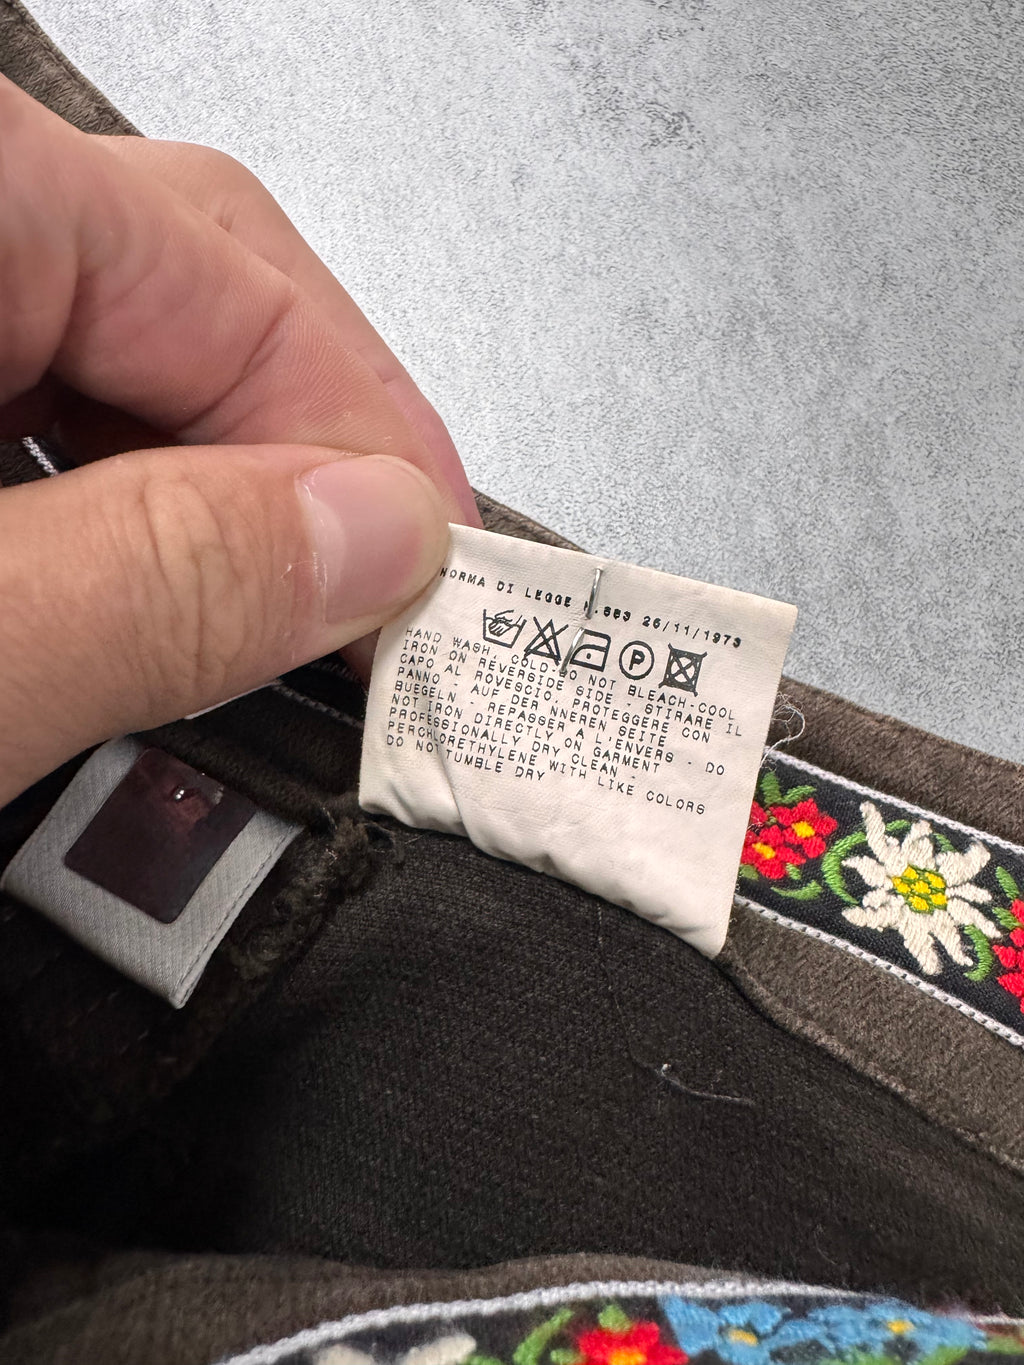 NORMA DI LEGGE N.883 26/11/1973
P
HAND WASH, COLD-DO NOT BLEACH-COOL
IRON ON REVERSIDE SIDE - STIRARE IL
CAPO AL ROVESCIO, PROTEGGERE CON
PANNO - AUF DER NNEREN SEITE
BUEGELN - REPASSER A L,ENVERS - DO
NOT IRON DIRECTLY ON GARMENT
PROFESSIONALLY DRY CLEAN -
PERCHLORETHYLENE WITH LIKE COLORS
DO NOT TUMBLE DRY